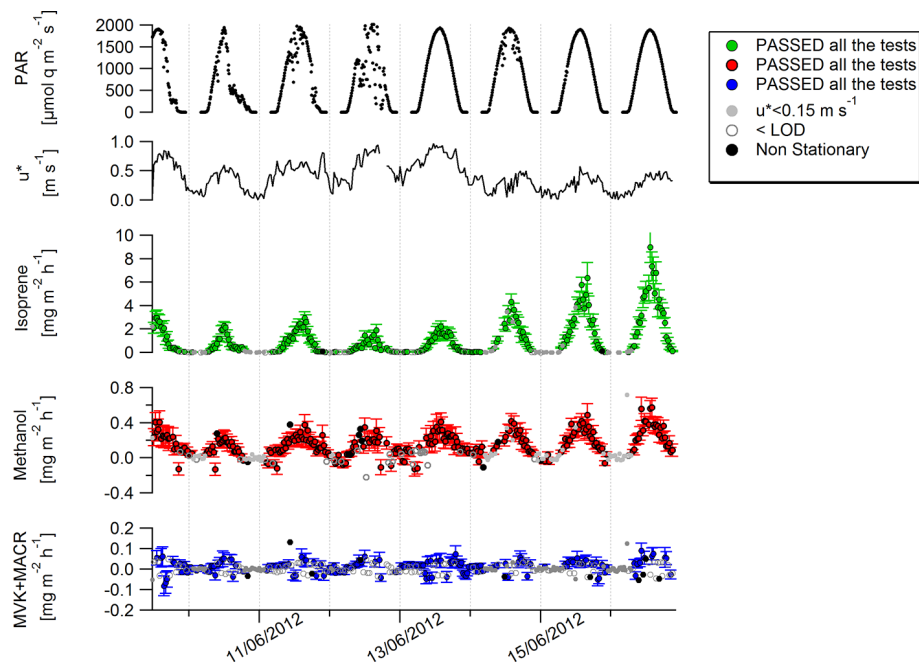 PAR
[µmol q m⁻² s⁻¹]
2000
1500
1000
500
0
u*
[m s⁻¹]
1.0
0.5
0.0
Isoprene
[mg m⁻² h⁻¹]
10
8
6
4
2
0
Methanol
[mg m⁻² h⁻¹]
0.8
0.4
0.0
-0.4
MVK+MACR
[mg m⁻² h⁻¹]
0.2
0.1
0.0
-0.1
-0.2
11/06/2012
13/06/2012
15/06/2012
PASSED all the tests
PASSED all the tests
PASSED all the tests
u*<0.15 m s⁻¹
< LOD
Non Stationary